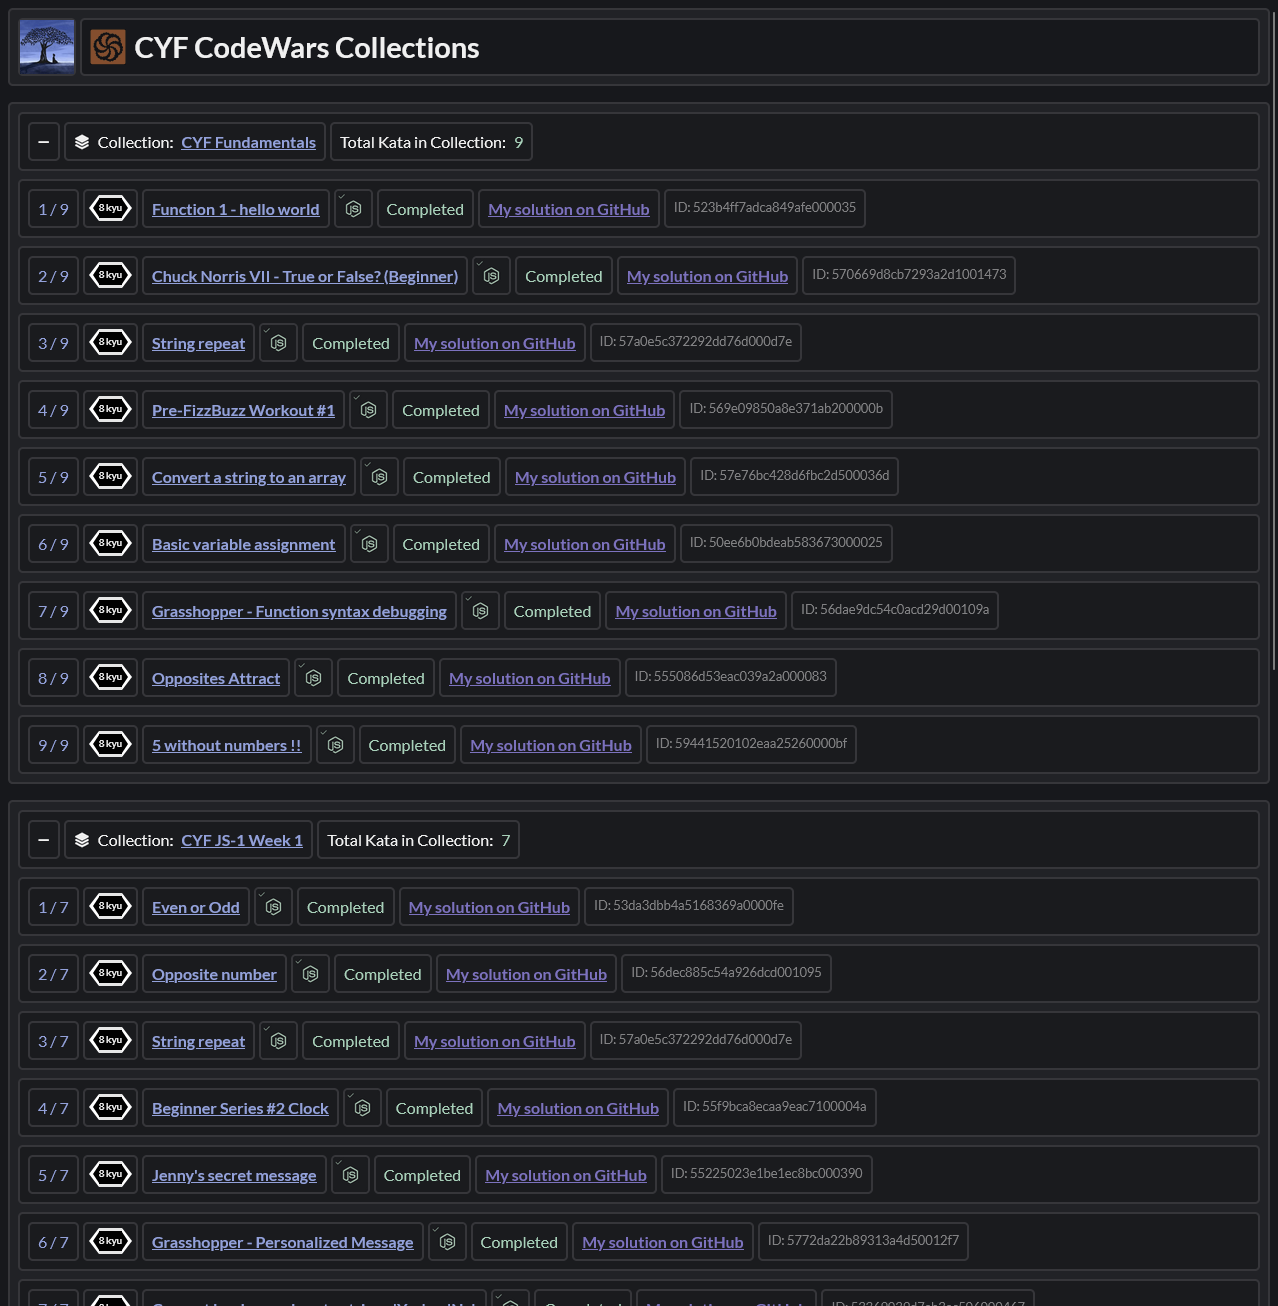 CYF CodeWars Collections
− Collection: CYF Fundamentals Total Kata in Collection: 9
1 / 9 8 kyu Function 1 - hello world Completed My solution on GitHub ID: 523b4ff7adca849afe000035
2 / 9 8 kyu Chuck Norris VII - True or False? (Beginner) Completed My solution on GitHub ID: 570669d8cb7293a2d1001473
3 / 9 8 kyu String repeat Completed My solution on GitHub ID: 57a0e5c372292dd76d000d7e
4 / 9 8 kyu Pre-FizzBuzz Workout #1 Completed My solution on GitHub ID: 569e09850a8e371ab200000b
5 / 9 8 kyu Convert a string to an array Completed My solution on GitHub ID: 57e76bc428d6fbc2d500036d
6 / 9 8 kyu Basic variable assignment Completed My solution on GitHub ID: 50ee6b0bdeab583673000025
7 / 9 8 kyu Grasshopper - Function syntax debugging Completed My solution on GitHub ID: 56dae9dc54c0acd29d00109a
8 / 9 8 kyu Opposites Attract Completed My solution on GitHub ID: 555086d53eac039a2a000083
9 / 9 8 kyu 5 without numbers !! Completed My solution on GitHub ID: 59441520102eaa25260000bf
− Collection: CYF JS-1 Week 1 Total Kata in Collection: 7
1 / 7 8 kyu Even or Odd Completed My solution on GitHub ID: 53da3dbb4a5168369a0000fe
2 / 7 8 kyu Opposite number Completed My solution on GitHub ID: 56dec885c54a926dcd001095
3 / 7 8 kyu String repeat Completed My solution on GitHub ID: 57a0e5c372292dd76d000d7e
4 / 7 8 kyu Beginner Series #2 Clock Completed My solution on GitHub ID: 55f9bca8ecaa9eac7100004a
5 / 7 8 kyu Jenny's secret message Completed My solution on GitHub ID: 55225023e1be1ec8bc000390
6 / 7 8 kyu Grasshopper - Personalized Message Completed My solution on GitHub ID: 5772da22b89313a4d50012f7